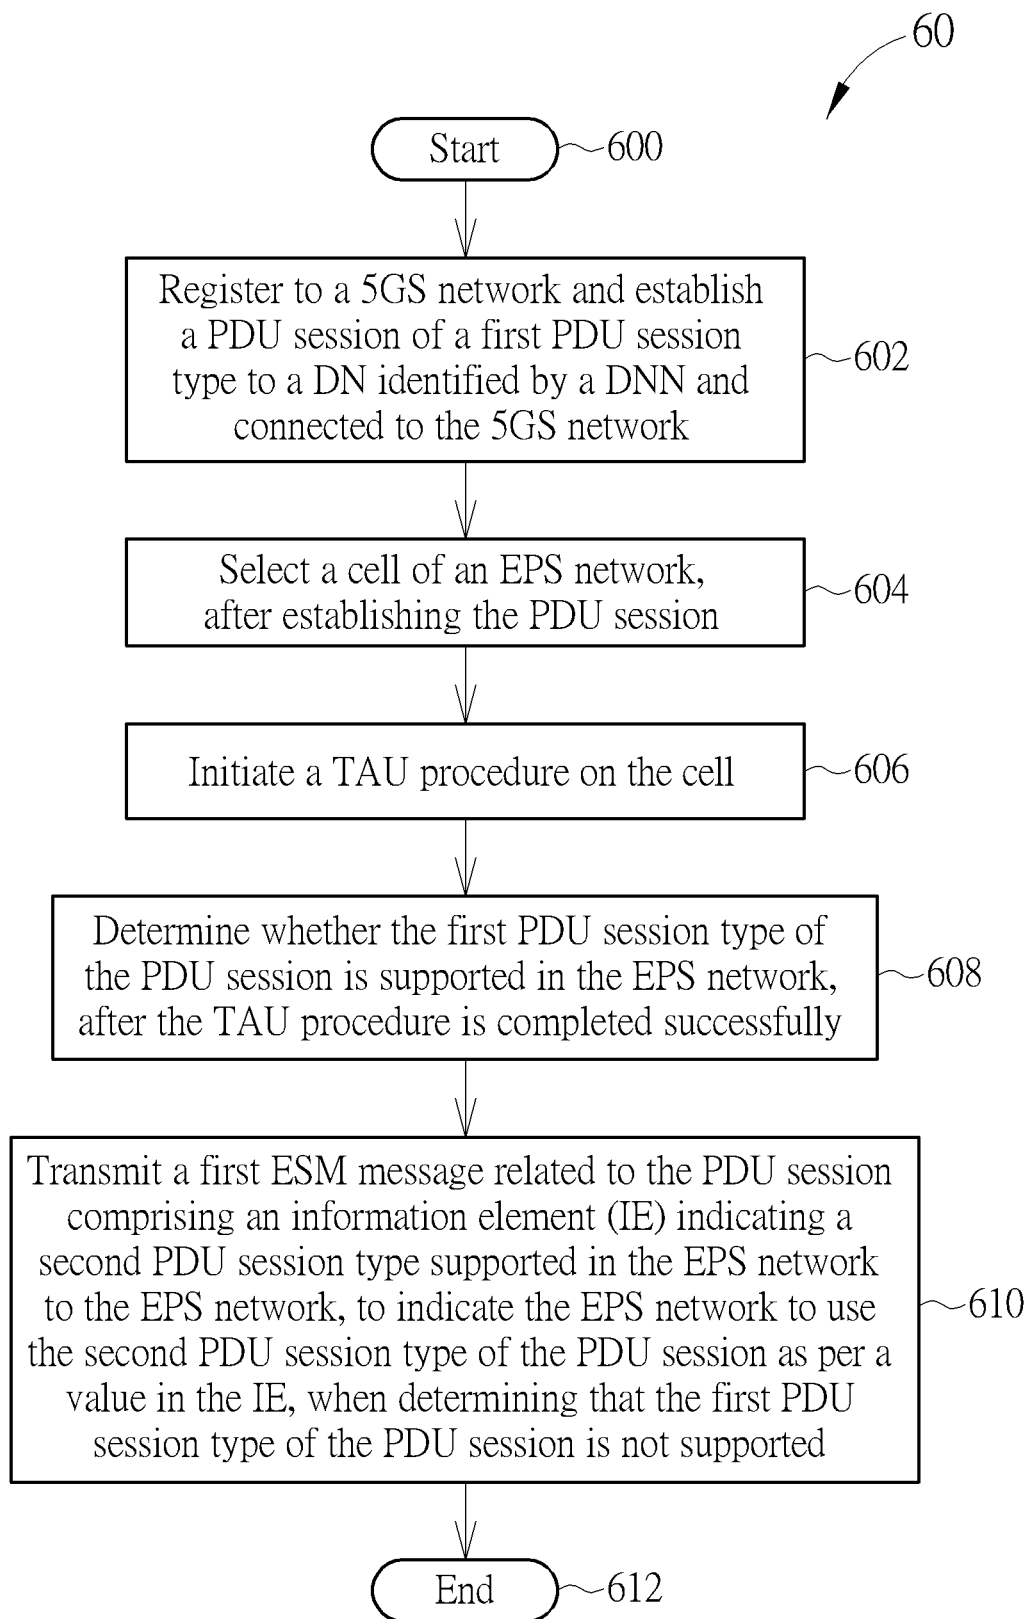 60
Start
600
Register to a 5GS network and establish
a PDU session of a first PDU session
type to a DN identified by a DNN and
connected to the 5GS network
602
Select a cell of an EPS network,
after establishing the PDU session
604
Initiate a TAU procedure on the cell
606
Determine whether the first PDU session type of
the PDU session is supported in the EPS network,
after the TAU procedure is completed successfully
608
Transmit a first ESM message related to the PDU session
comprising an information element (IE) indicating a
second PDU session type supported in the EPS network
to the EPS network, to indicate the EPS network to use
the second PDU session type of the PDU session as per a
value in the IE, when determining that the first PDU
session type of the PDU session is not supported
610
End
612